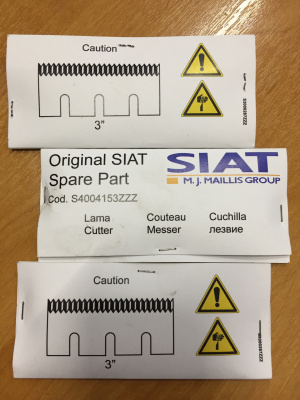 Caution
3"
Original SIAT
Spare Part
Cod. S4004153ZZZ
SIAT
M. J. MAILLIS GROUP
Lama Couteau Cuchilla
Cutter Messer лезвие
Caution
3"